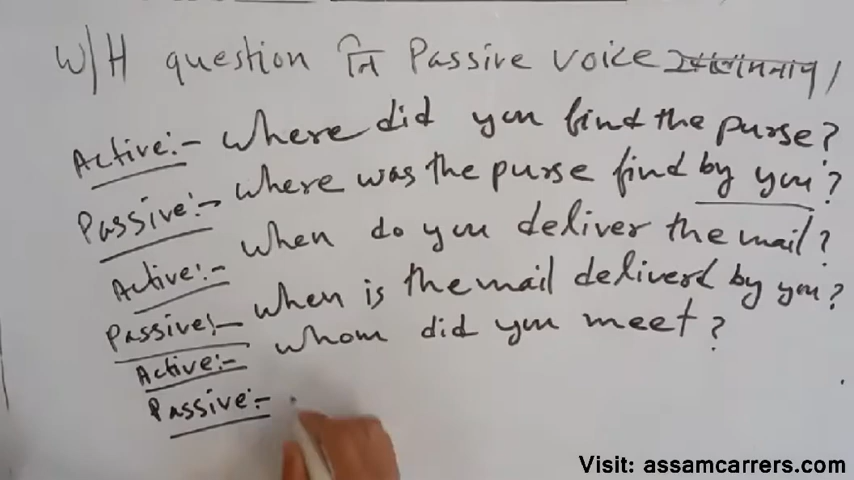 W/H question কি Passive voice
Active:- where did you find the purse?
Passive:- where was the purse find by you?
Active:- when do you deliver the mail?
Passive:- when is the mail deliverd by you?
Active:- whom did you meet?
Passive:-
Visit: assamcarrers.com